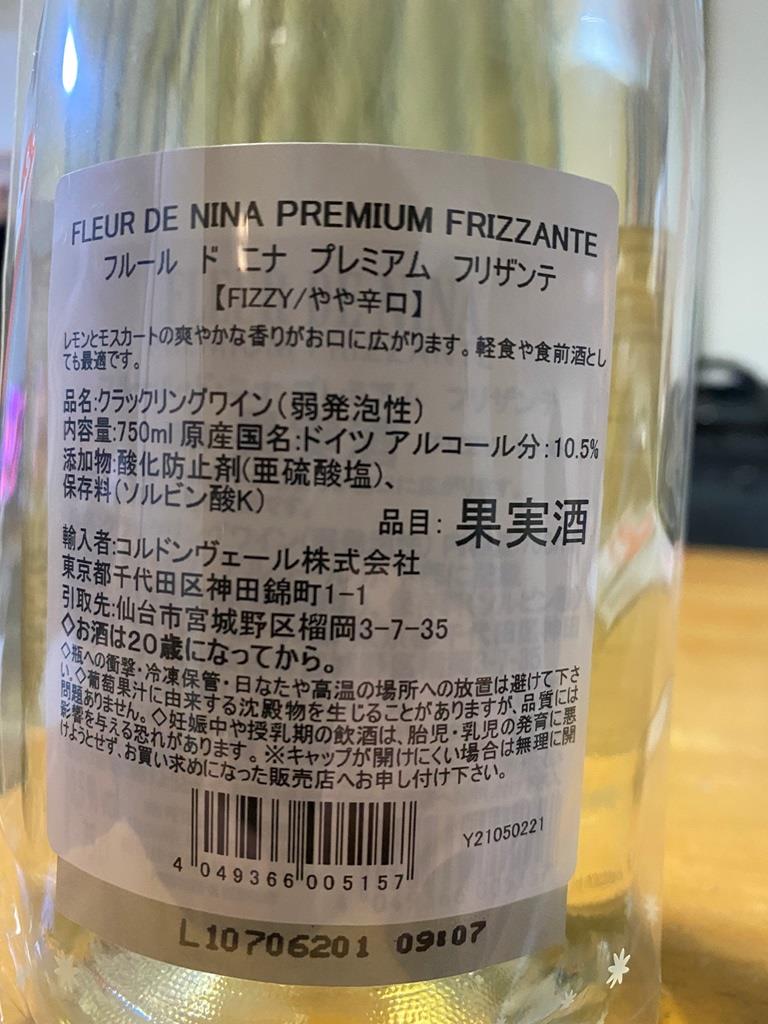 FLEUR DE NINA PREMIUM FRIZZANTE
フルール ド ニナ プレミアム フリザンテ
【FIZZY/やや辛口】
レモンとモスカートの爽やかな香りがお口に広がります。軽食や食前酒とし
ても最適です。
品名:クラックリングワイン(弱発泡性)
内容量:750ml 原産国名:ドイツ アルコール分:10.5%
添加物:酸化防止剤(亜硫酸塩)、
保存料(ソルビン酸K)
品目: 果実酒
輸入者:コルドンヴェール株式会社
東京都千代田区神田錦町1-1
引取先:仙台市宮城野区榴岡3-7-35
◇お酒は20歳になってから。
◇瓶への衝撃・冷凍保管・日なたや高温の場所への放置は避けて下さ
い。◇葡萄果汁に由来する沈殿物を生じることがありますが、品質には
問題ありません。◇妊娠中や授乳期の飲酒は、胎児・乳児の発育に悪
影響を与える恐れがあります。※キャップが開けにくい場合は無理に開
けようとせず、お買い求めになった販売店へお申し付け下さい。
Y21050221
4 049366 005157
L10706201 09:07